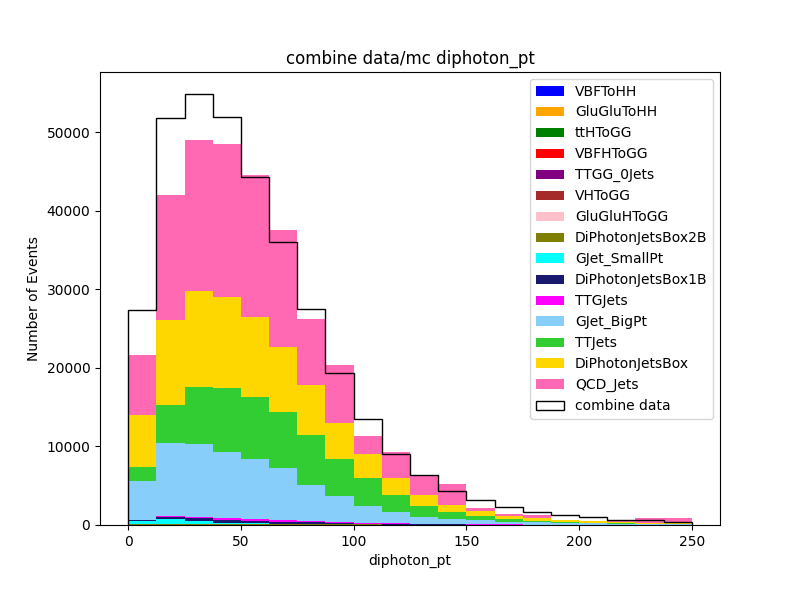 combine data/mc diphoton_pt
Number of Events
50000
40000
30000
20000
10000
0
0
50
100
150
200
250
diphoton_pt
VBFToHH
GluGluToHH
ttHToGG
VBFHToGG
TTGG_0Jets
VHToGG
GluGluHToGG
DiPhotonJetsBox2B
GJet_SmallPt
DiPhotonJetsBox1B
TTGJets
GJet_BigPt
TTJets
DiPhotonJetsBox
QCD_Jets
combine data